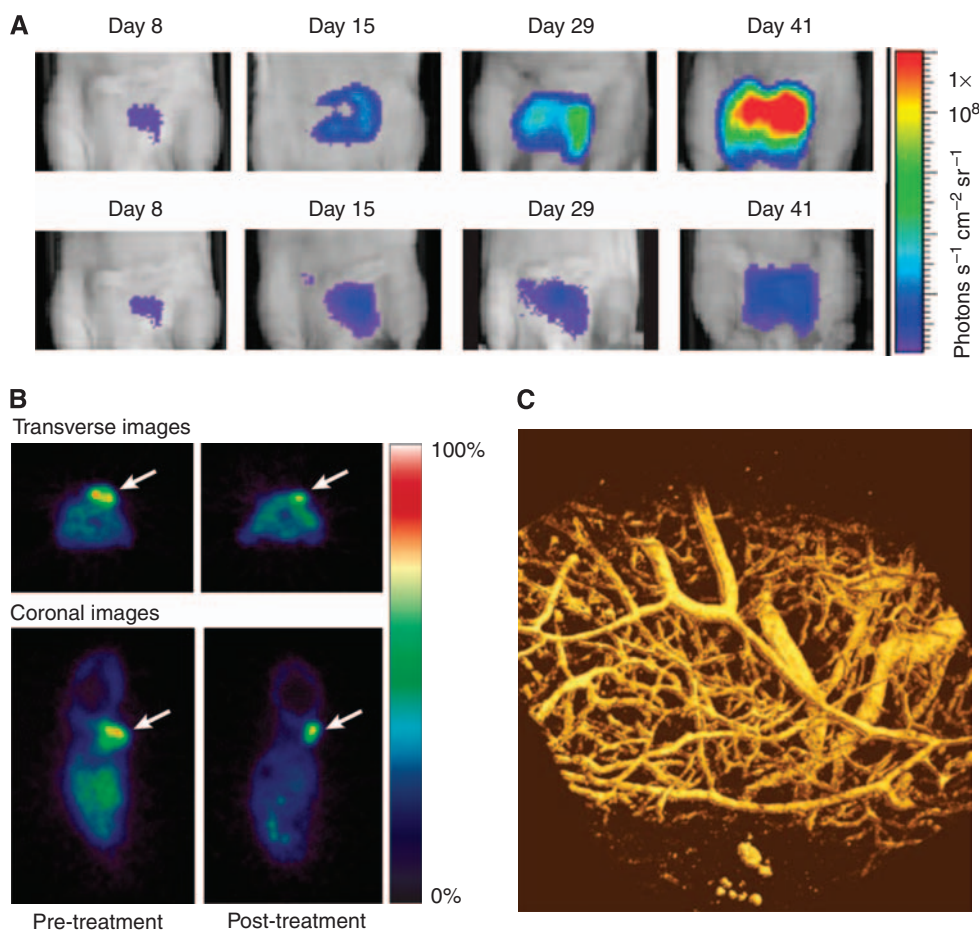 A
Day 8 Day 15 Day 29 Day 41
1×
10⁸
Photons s⁻¹ cm⁻² sr⁻¹
Day 8 Day 15 Day 29 Day 41
B
Transverse images
100%
Coronal images
0%
Pre-treatment Post-treatment
C